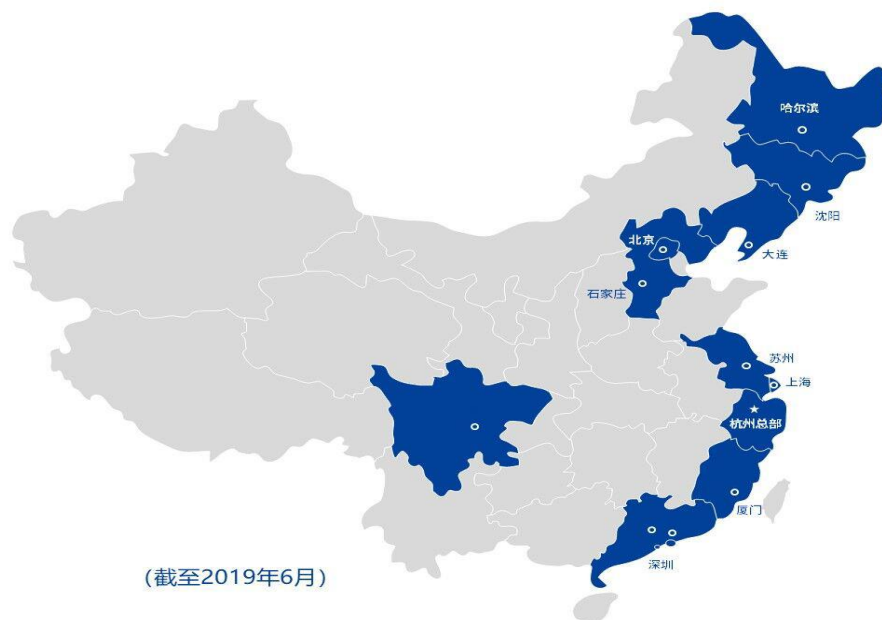 哈尔滨
沈阳
北京
大连
石家庄
苏州
上海
杭州总部
厦门
深圳
(截至2019年6月)